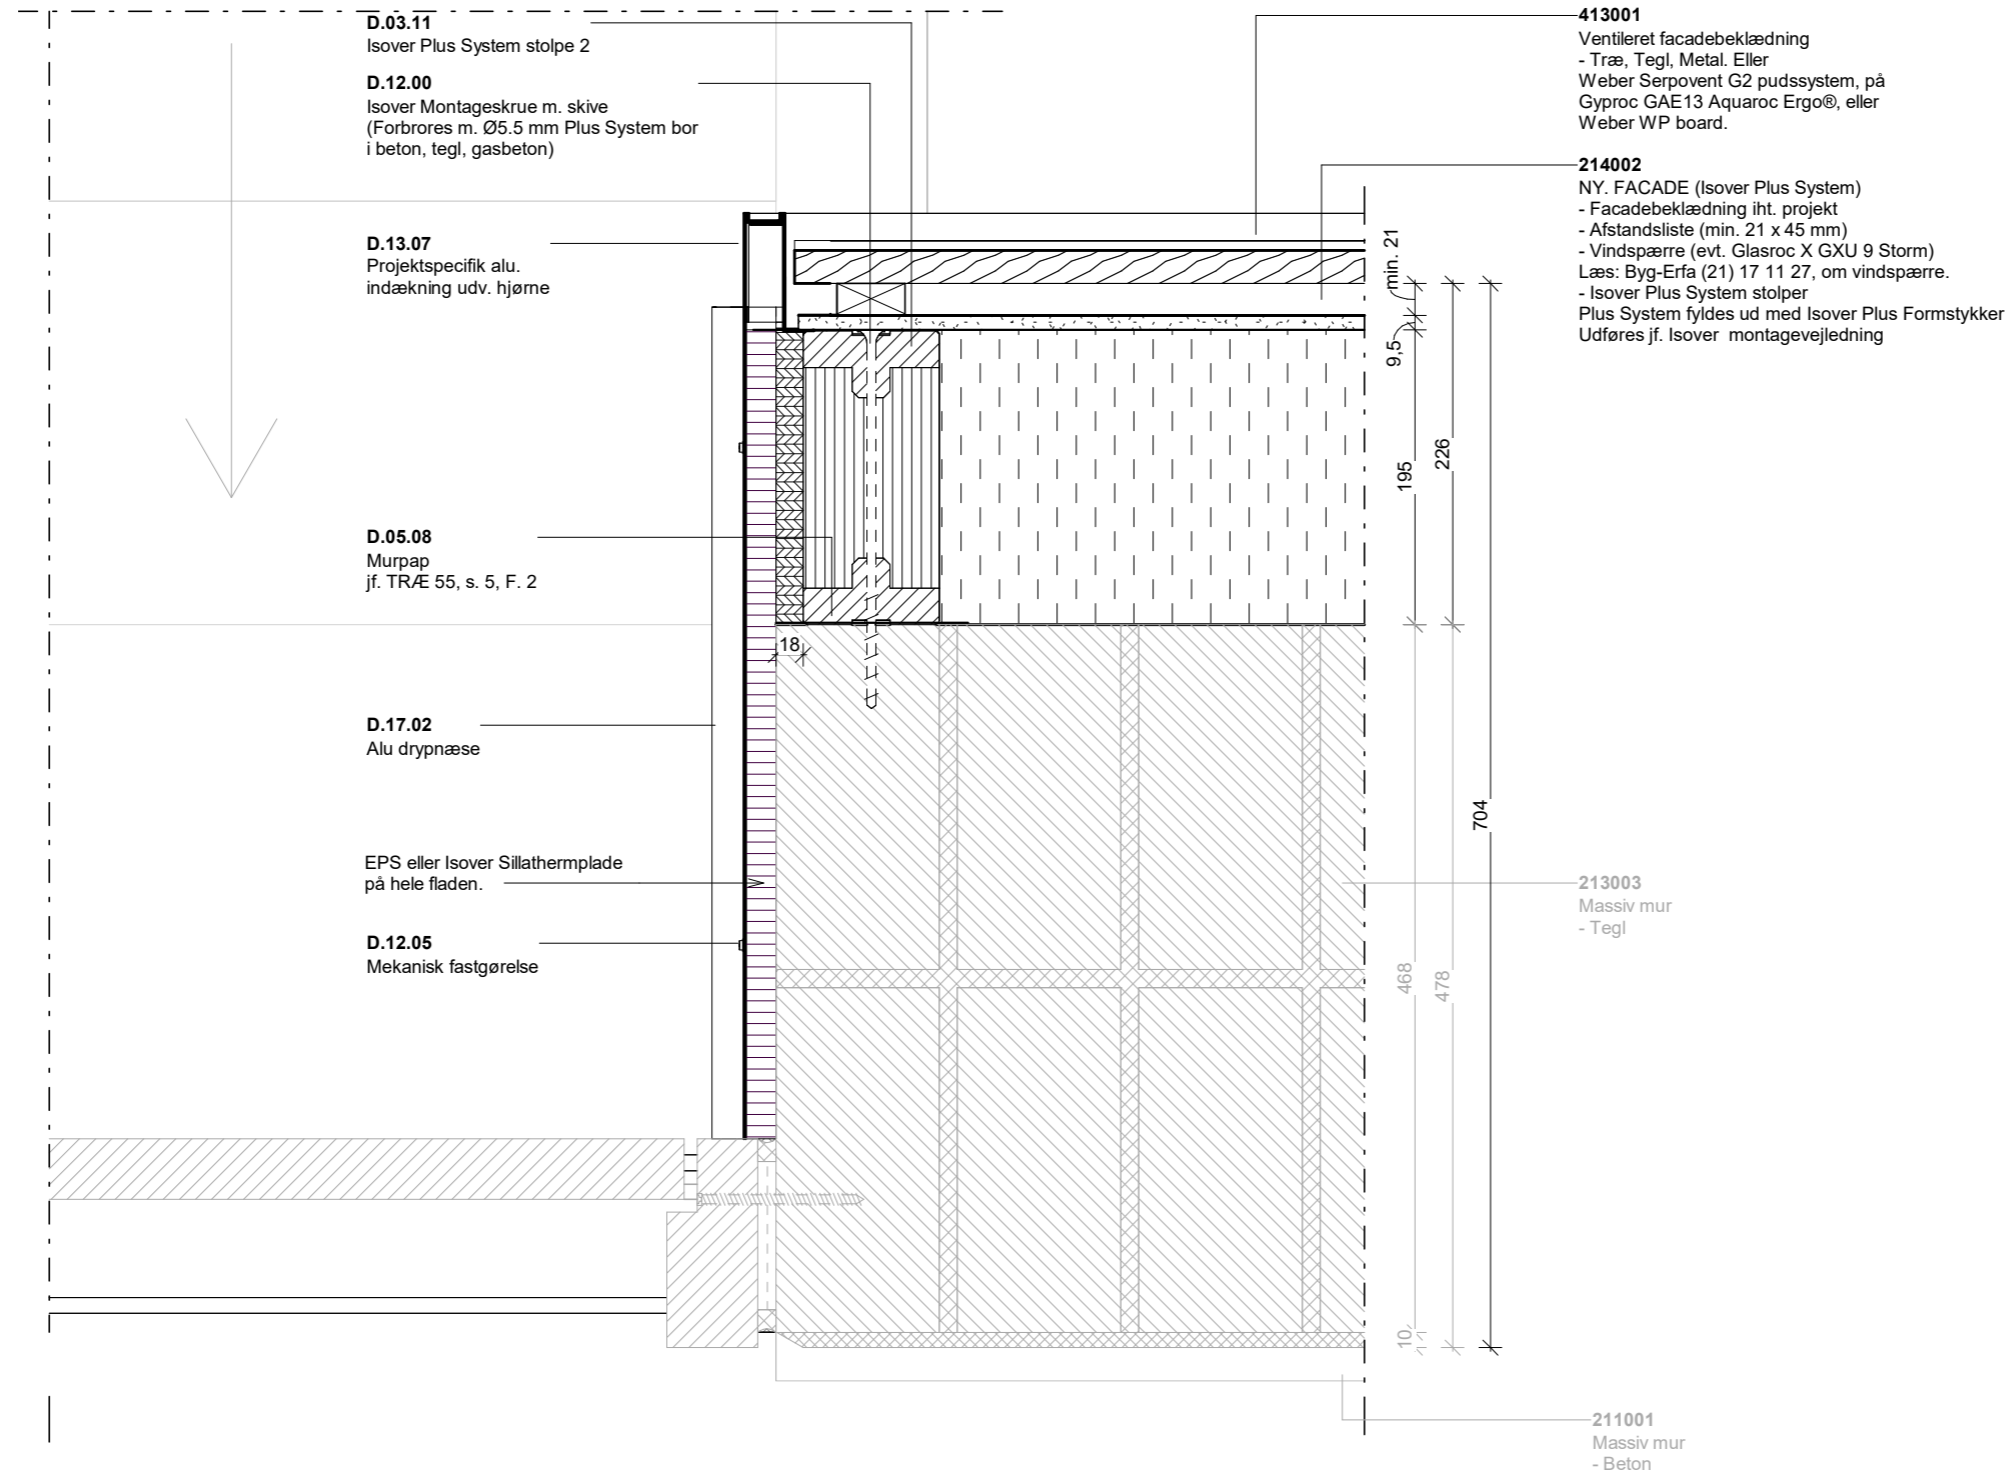 D.03.11
Isover Plus System stolpe 2
D.12.00
Isover Montageskrue m. skive
(Forbrores m. Ø5.5 mm Plus System bor
i beton, tegl, gasbeton)
D.13.07
Projektspecifik alu.
indækning udv. hjørne
D.05.08
Murpap
jf. TRÆ 55, s. 5, F. 2
D.17.02
Alu drypnæse
EPS eller Isover Sillathermplade
på hele fladen.
D.12.05
Mekanisk fastgørelse
18
min. 21
9,5
195
226
704
468
478
10
413001
Ventileret facadebeklædning
- Træ, Tegl, Metal. Eller
Weber Serpovent G2 pudssystem, på
Gyproc GAE13 Aquaroc Ergo®, eller
Weber WP board.
214002
NY. FACADE (Isover Plus System)
- Facadebeklædning iht. projekt
- Afstandsliste (min. 21 x 45 mm)
- Vindspærre (evt. Glasroc X GXU 9 Storm)
Læs: Byg-Erfa (21) 17 11 27, om vindspærre.
- Isover Plus System stolper
Plus System fyldes ud med Isover Plus Formstykker
Udføres jf. Isover montagevejledning
213003
Massiv mur
- Tegl
211001
Massiv mur
- Beton